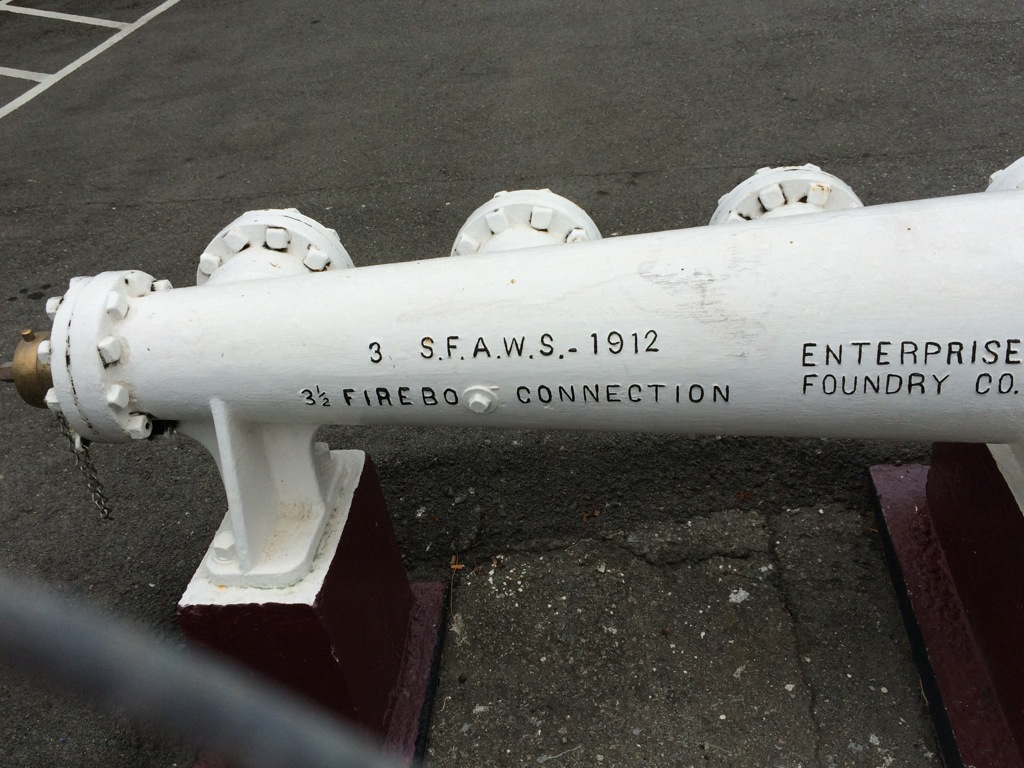 3 S.F.A.W.S.-1912
3½ FIREBO CONNECTION
ENTERPRISE
FOUNDRY CO.